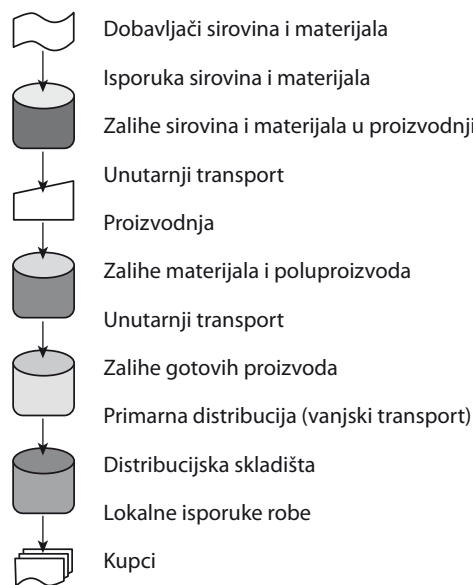 Dobavljači sirovina i materijala
Isporuka sirovina i materijala
Zalihe sirovina i materijala u proizvodnji
Unutarnji transport
Proizvodnja
Zalihe materijala i poluproizvoda
Unutarnji transport
Zalihe gotovih proizvoda
Primarna distribucija (vanjski transport)
Distribucijska skladišta
Lokalne isporuke robe
Kupci